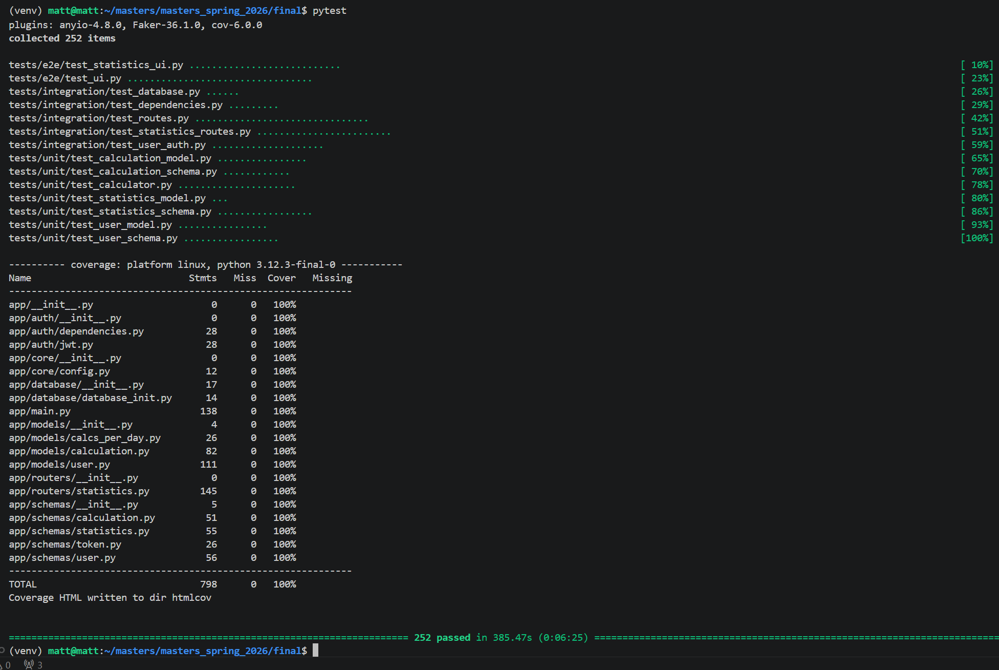 (venv) matt@matt:~/masters/masters_spring_2026/final$ pytest
plugins: anyio-4.8.0, Faker-36.1.0, cov-6.0.0
collected 252 items
tests/e2e/test_statistics_ui.py ........................... [ 10%]
tests/e2e/test_ui.py ................................. [ 23%]
tests/integration/test_database.py ...... [ 26%]
tests/integration/test_dependencies.py ......... [ 29%]
tests/integration/test_routes.py ............................... [ 42%]
tests/integration/test_statistics_routes.py ........................ [ 51%]
tests/integration/test_user_auth.py .................... [ 59%]
tests/unit/test_calculation_model.py ................ [ 65%]
tests/unit/test_calculation_schema.py ............ [ 70%]
tests/unit/test_calculator.py ..................... [ 78%]
tests/unit/test_statistics_model.py ... [ 80%]
tests/unit/test_statistics_schema.py ................. [ 86%]
tests/unit/test_user_model.py ................ [ 93%]
tests/unit/test_user_schema.py ................. [100%]
---------- coverage: platform linux, python 3.12.3-final-0 -----------
Name Stmts Miss Cover Missing
-------------------------------------------------------------
app/__init__.py 0 0 100%
app/auth/__init__.py 0 0 100%
app/auth/dependencies.py 28 0 100%
app/auth/jwt.py 28 0 100%
app/core/__init__.py 0 0 100%
app/core/config.py 12 0 100%
app/database/__init__.py 17 0 100%
app/database/database_init.py 14 0 100%
app/main.py 138 0 100%
app/models/__init__.py 4 0 100%
app/models/calcs_per_day.py 26 0 100%
app/models/calculation.py 82 0 100%
app/models/user.py 111 0 100%
app/routers/__init__.py 0 0 100%
app/routers/statistics.py 145 0 100%
app/schemas/__init__.py 5 0 100%
app/schemas/calculation.py 51 0 100%
app/schemas/statistics.py 55 0 100%
app/schemas/token.py 26 0 100%
app/schemas/user.py 56 0 100%
-------------------------------------------------------------
TOTAL 798 0 100%
Coverage HTML written to dir htmlcov
======================================================================= 252 passed in 385.47s (0:06:25) ========================================================================
(venv) matt@matt:~/masters/masters_spring_2026/final$
0 3